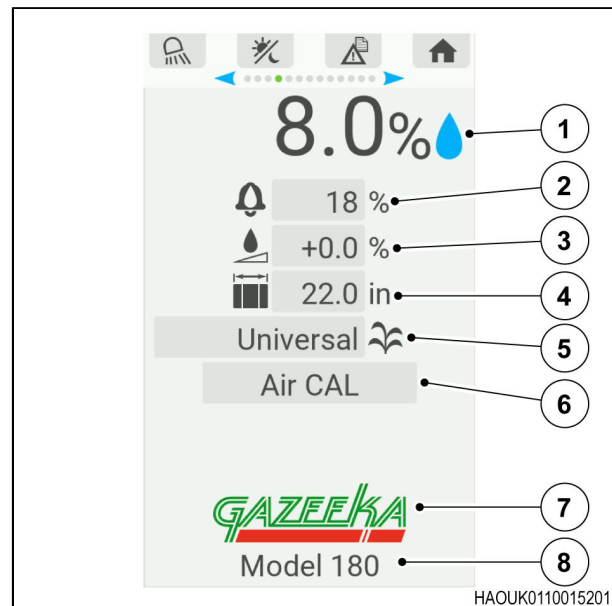 8.0%
1
18 %
2
+0.0 %
3
22.0 in
4
Universal
5
Air CAL
6
GAZEEKA
7
Model 180
8
HAOUK0110015201